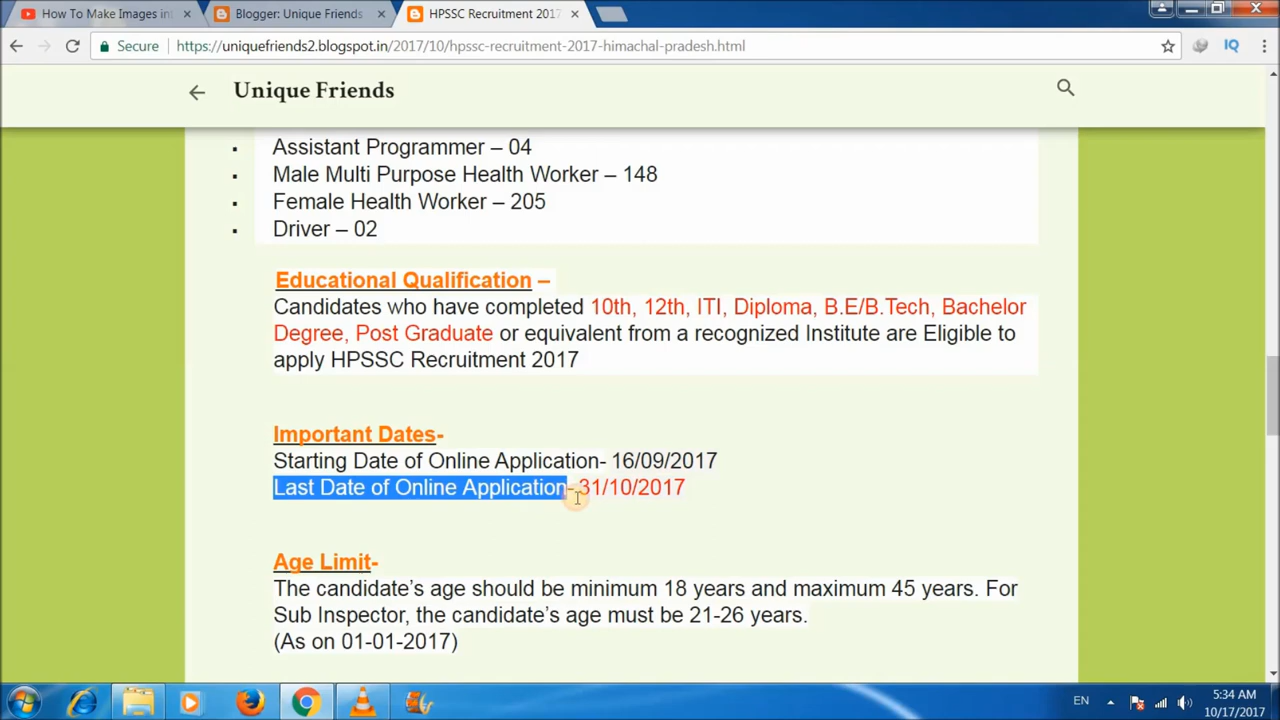 How To Make Images in
Blogger: Unique Friends
HPSSC Recruitment 2017
Secure
https://uniquefriends2.blogspot.in/2017/10/hpssc-recruitment-2017-himachal-pradesh.html
IQ
Unique Friends
Assistant Programmer – 04
Male Multi Purpose Health Worker – 148
Female Health Worker – 205
Driver – 02
Educational Qualification –
Candidates who have completed 10th, 12th, ITI, Diploma, B.E/B.Tech, Bachelor
Degree, Post Graduate or equivalent from a recognized Institute are Eligible to
apply HPSSC Recruitment 2017
Important Dates-
Starting Date of Online Application- 16/09/2017
Last Date of Online Application- 31/10/2017
Age Limit-
The candidate's age should be minimum 18 years and maximum 45 years. For
Sub Inspector, the candidate's age must be 21-26 years.
(As on 01-01-2017)
EN
5:34 AM
10/17/2017